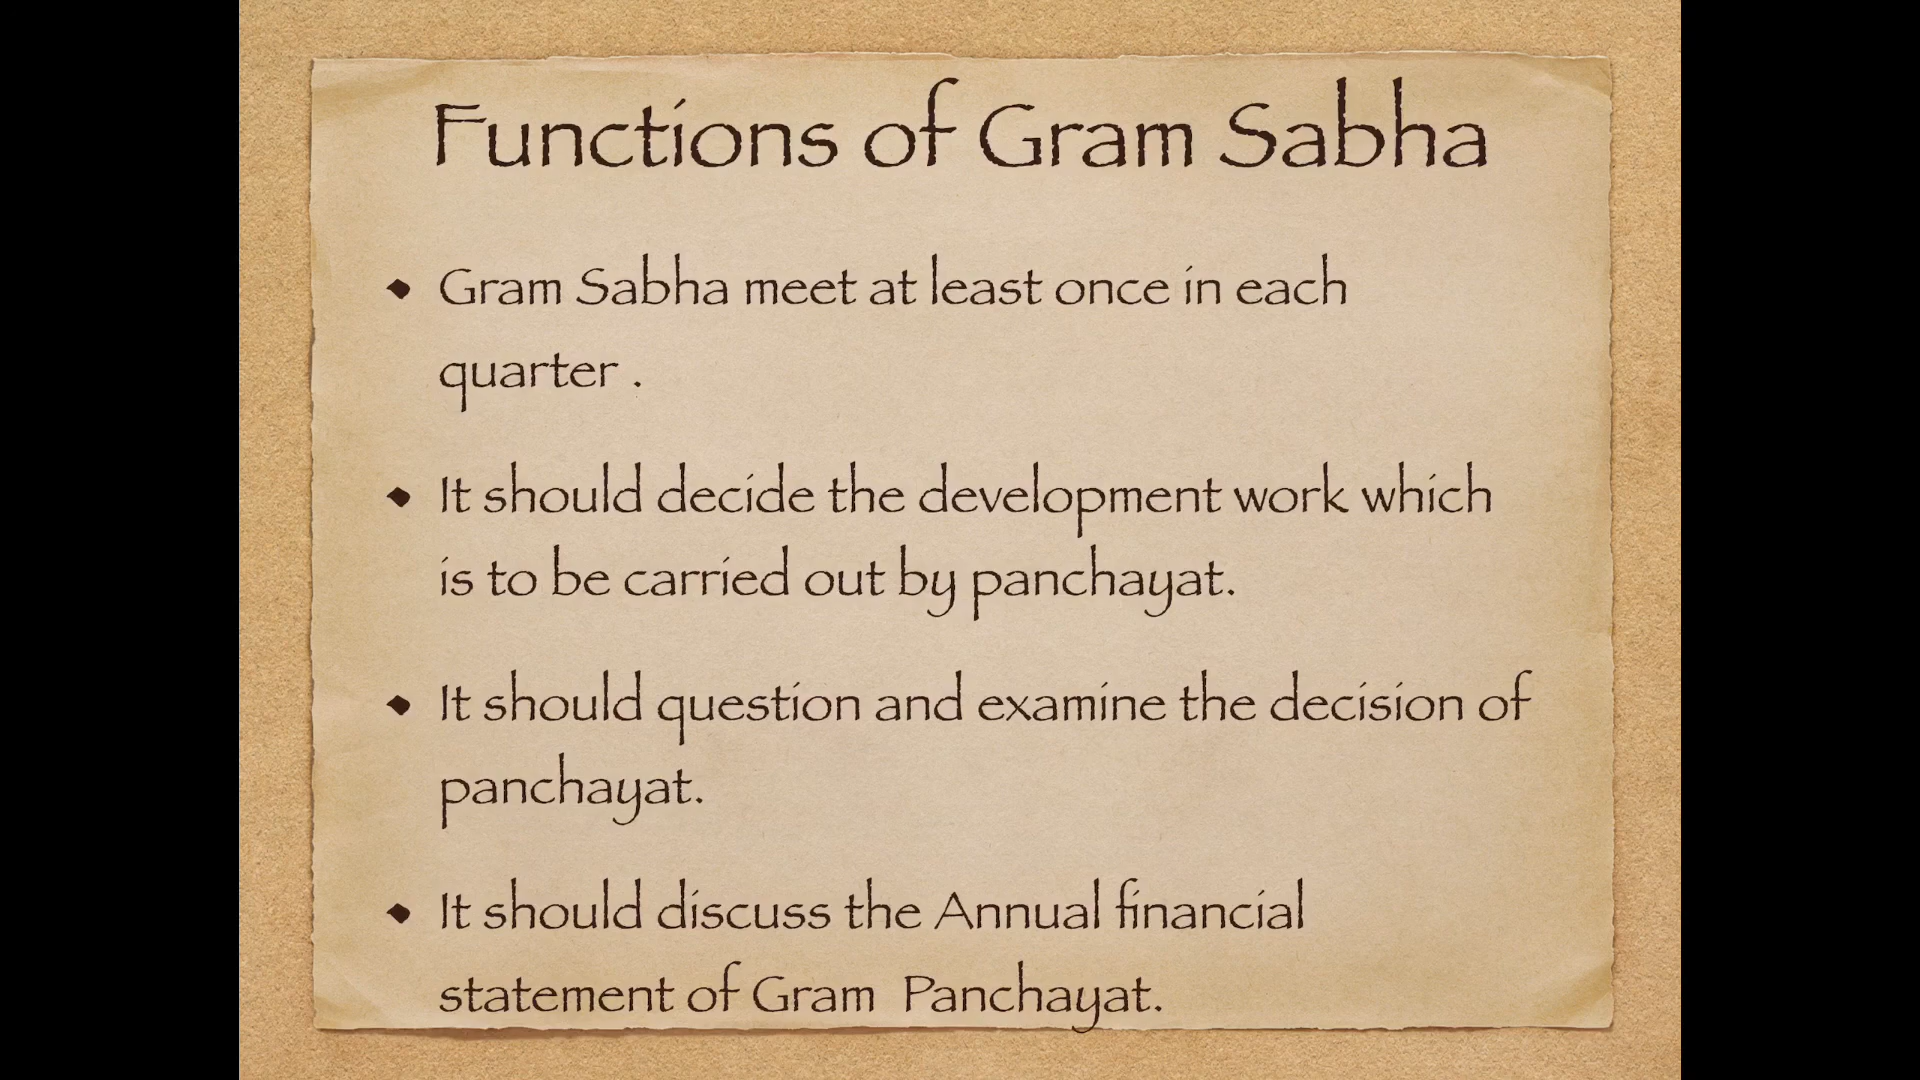 Functions of Gram Sabha
• Gram Sabha meet at least once in each
quarter .
• It should decide the development work which
is to be carried out by panchayat.
• It should question and examine the decision of
panchayat.
• It should discuss the Annual financial
statement of Gram  Panchayat.